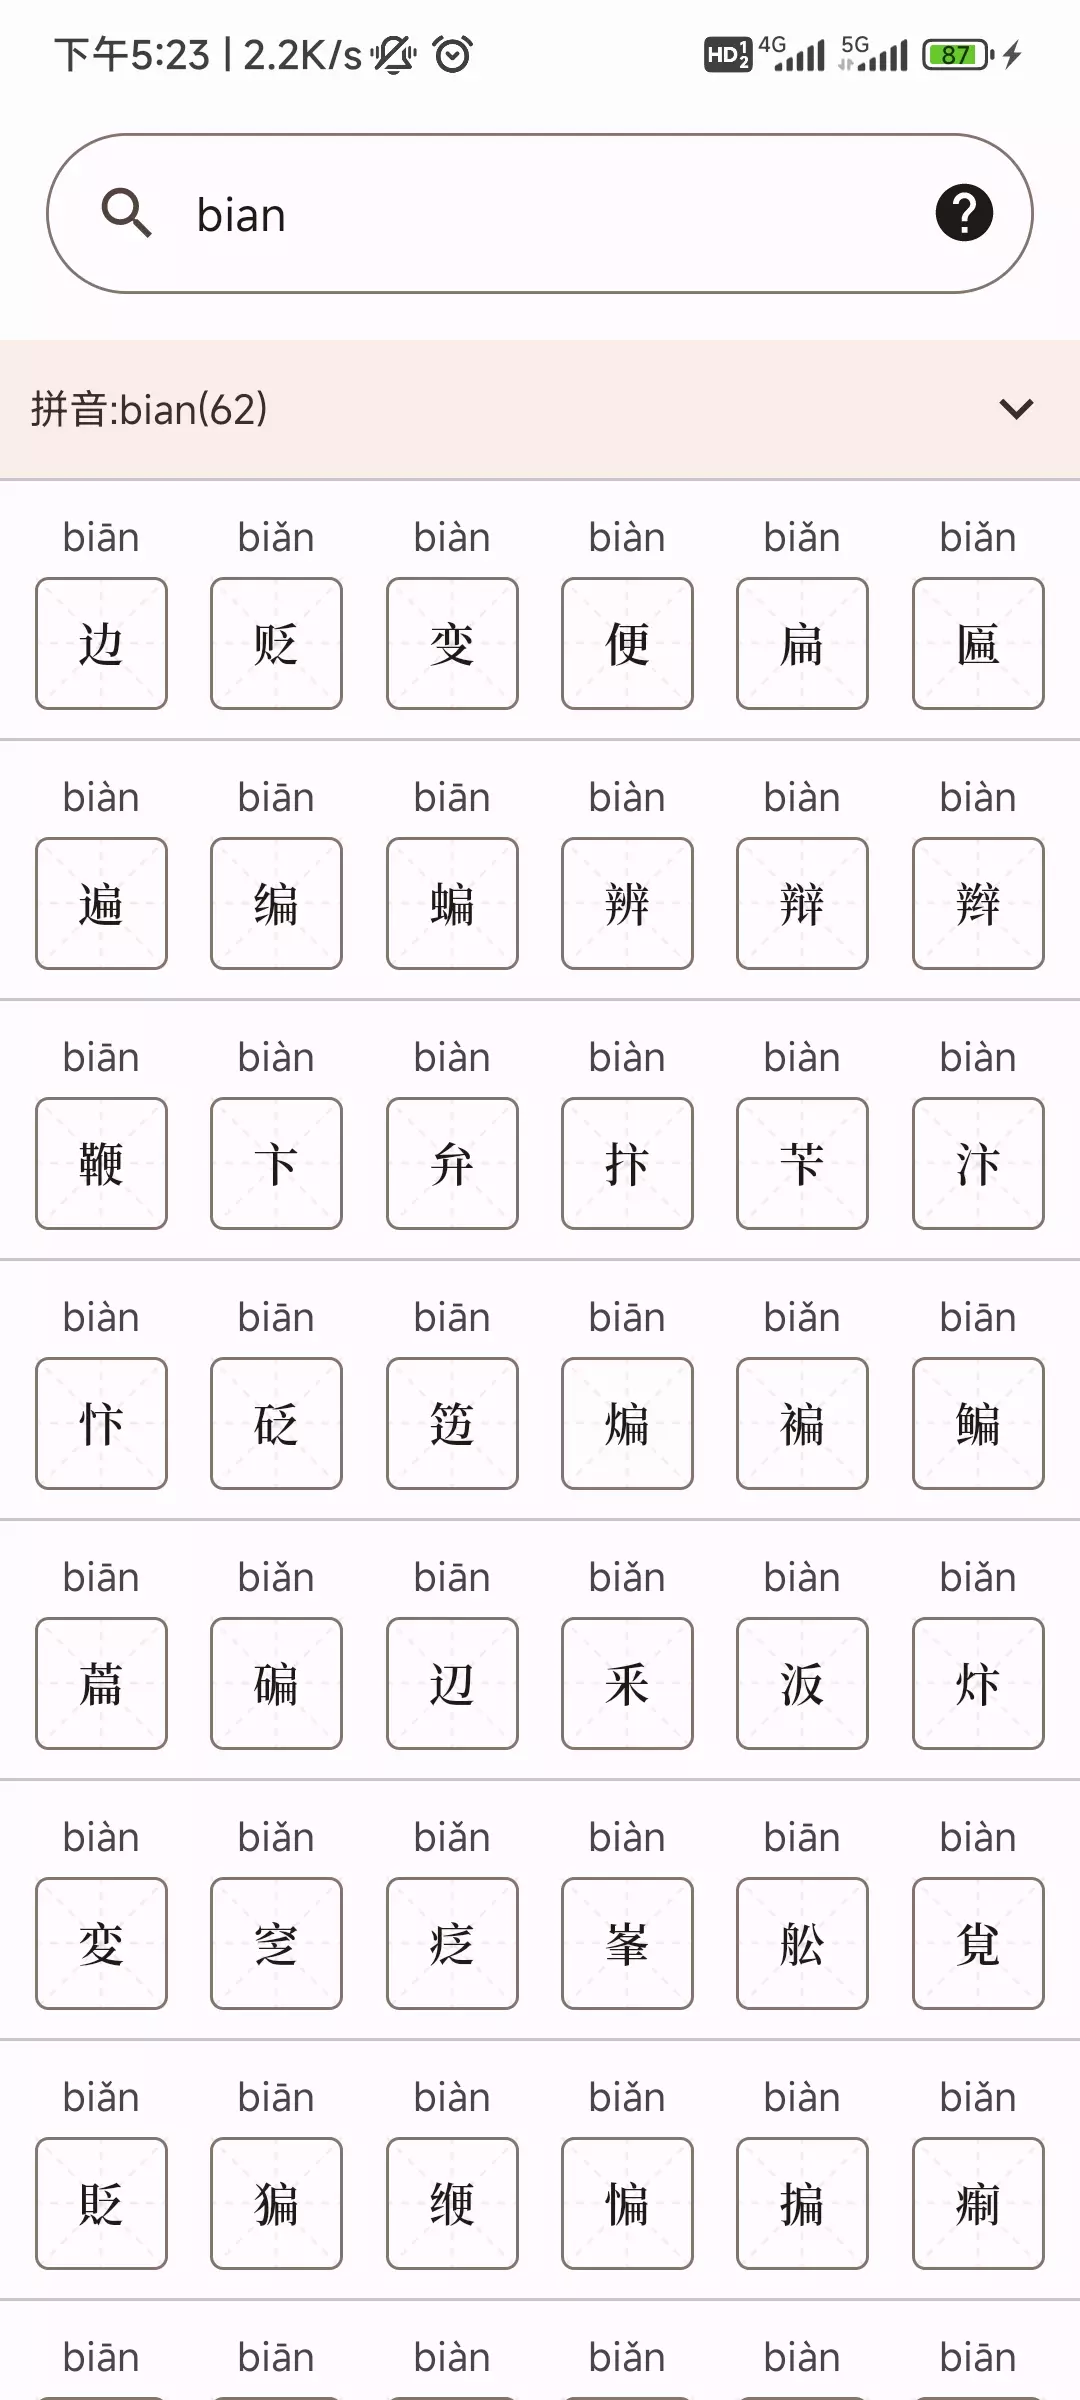 下午5:23 | 2.2K/s HD 1 2 4G 5G 87
bian
拼音:bian(62)
biān biǎn biàn biàn biǎn biǎn
边 贬 变 便 扁 匾
biàn biān biān biàn biàn biàn
遍 编 蝙 辨 辩 辫
biān biàn biàn biàn biàn biàn
鞭 卞 弁 抃 苄 汴
biàn biān biān biān biǎn biān
忭 砭 笾 煸 褊 鳊
biān biǎn biān biǎn biàn biǎn
萹 碥 辺 釆 汳 炞
biàn biǎn biǎn biàn biān biàn
変 窆 疺 峯 舩 覍
biǎn biān biàn biǎn biàn biǎn
貶 猵 缏 惼 揙 㾫
biān biān biàn biǎn biàn biān